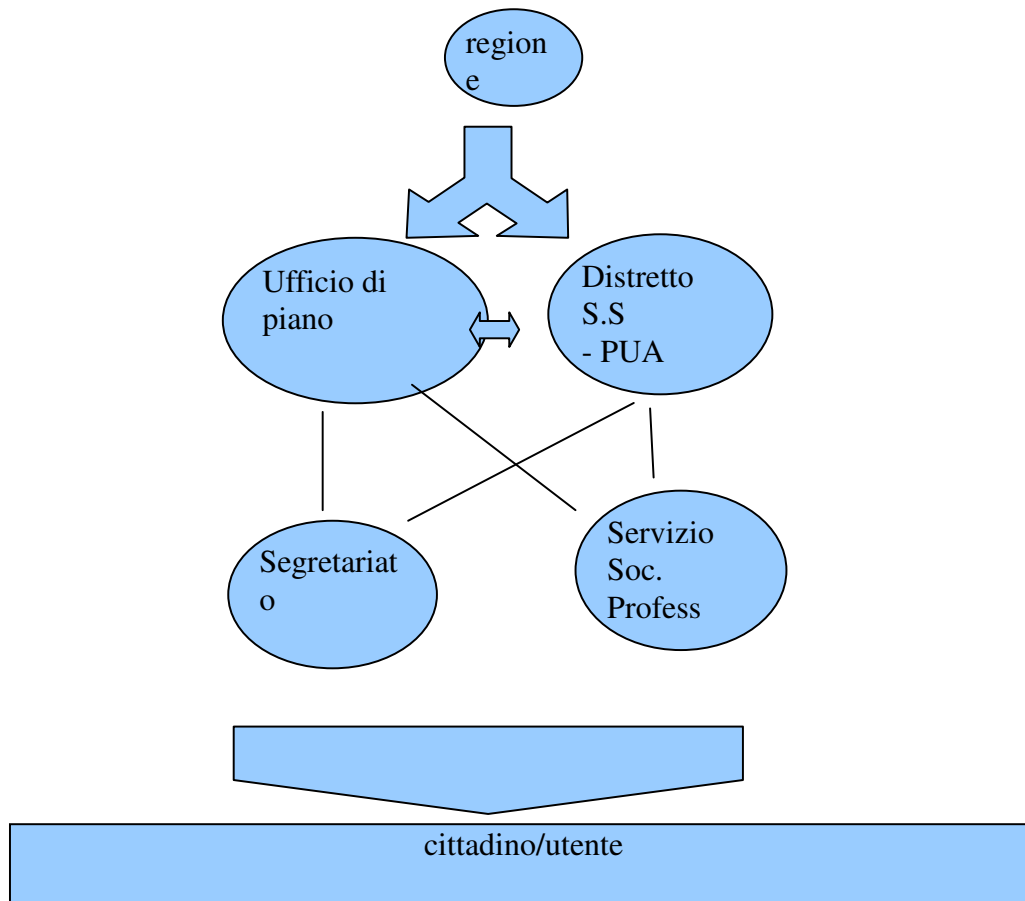 region
e
Ufficio di
piano
Distretto
S.S
- PUA
Segretariat
o
Servizio
Soc.
Profess
cittadino/utente